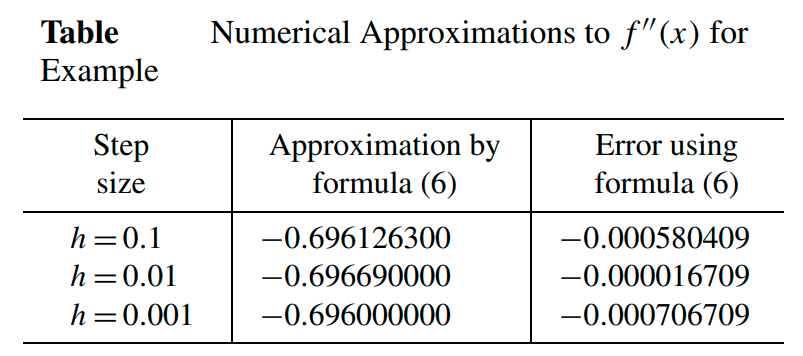 Table Numerical Approximations to f″(x) for
Example
Step size Approximation by formula (6) Error using formula (6)
h = 0.1 −0.696126300 −0.000580409
h = 0.01 −0.696690000 −0.000016709
h = 0.001 −0.696000000 −0.000706709